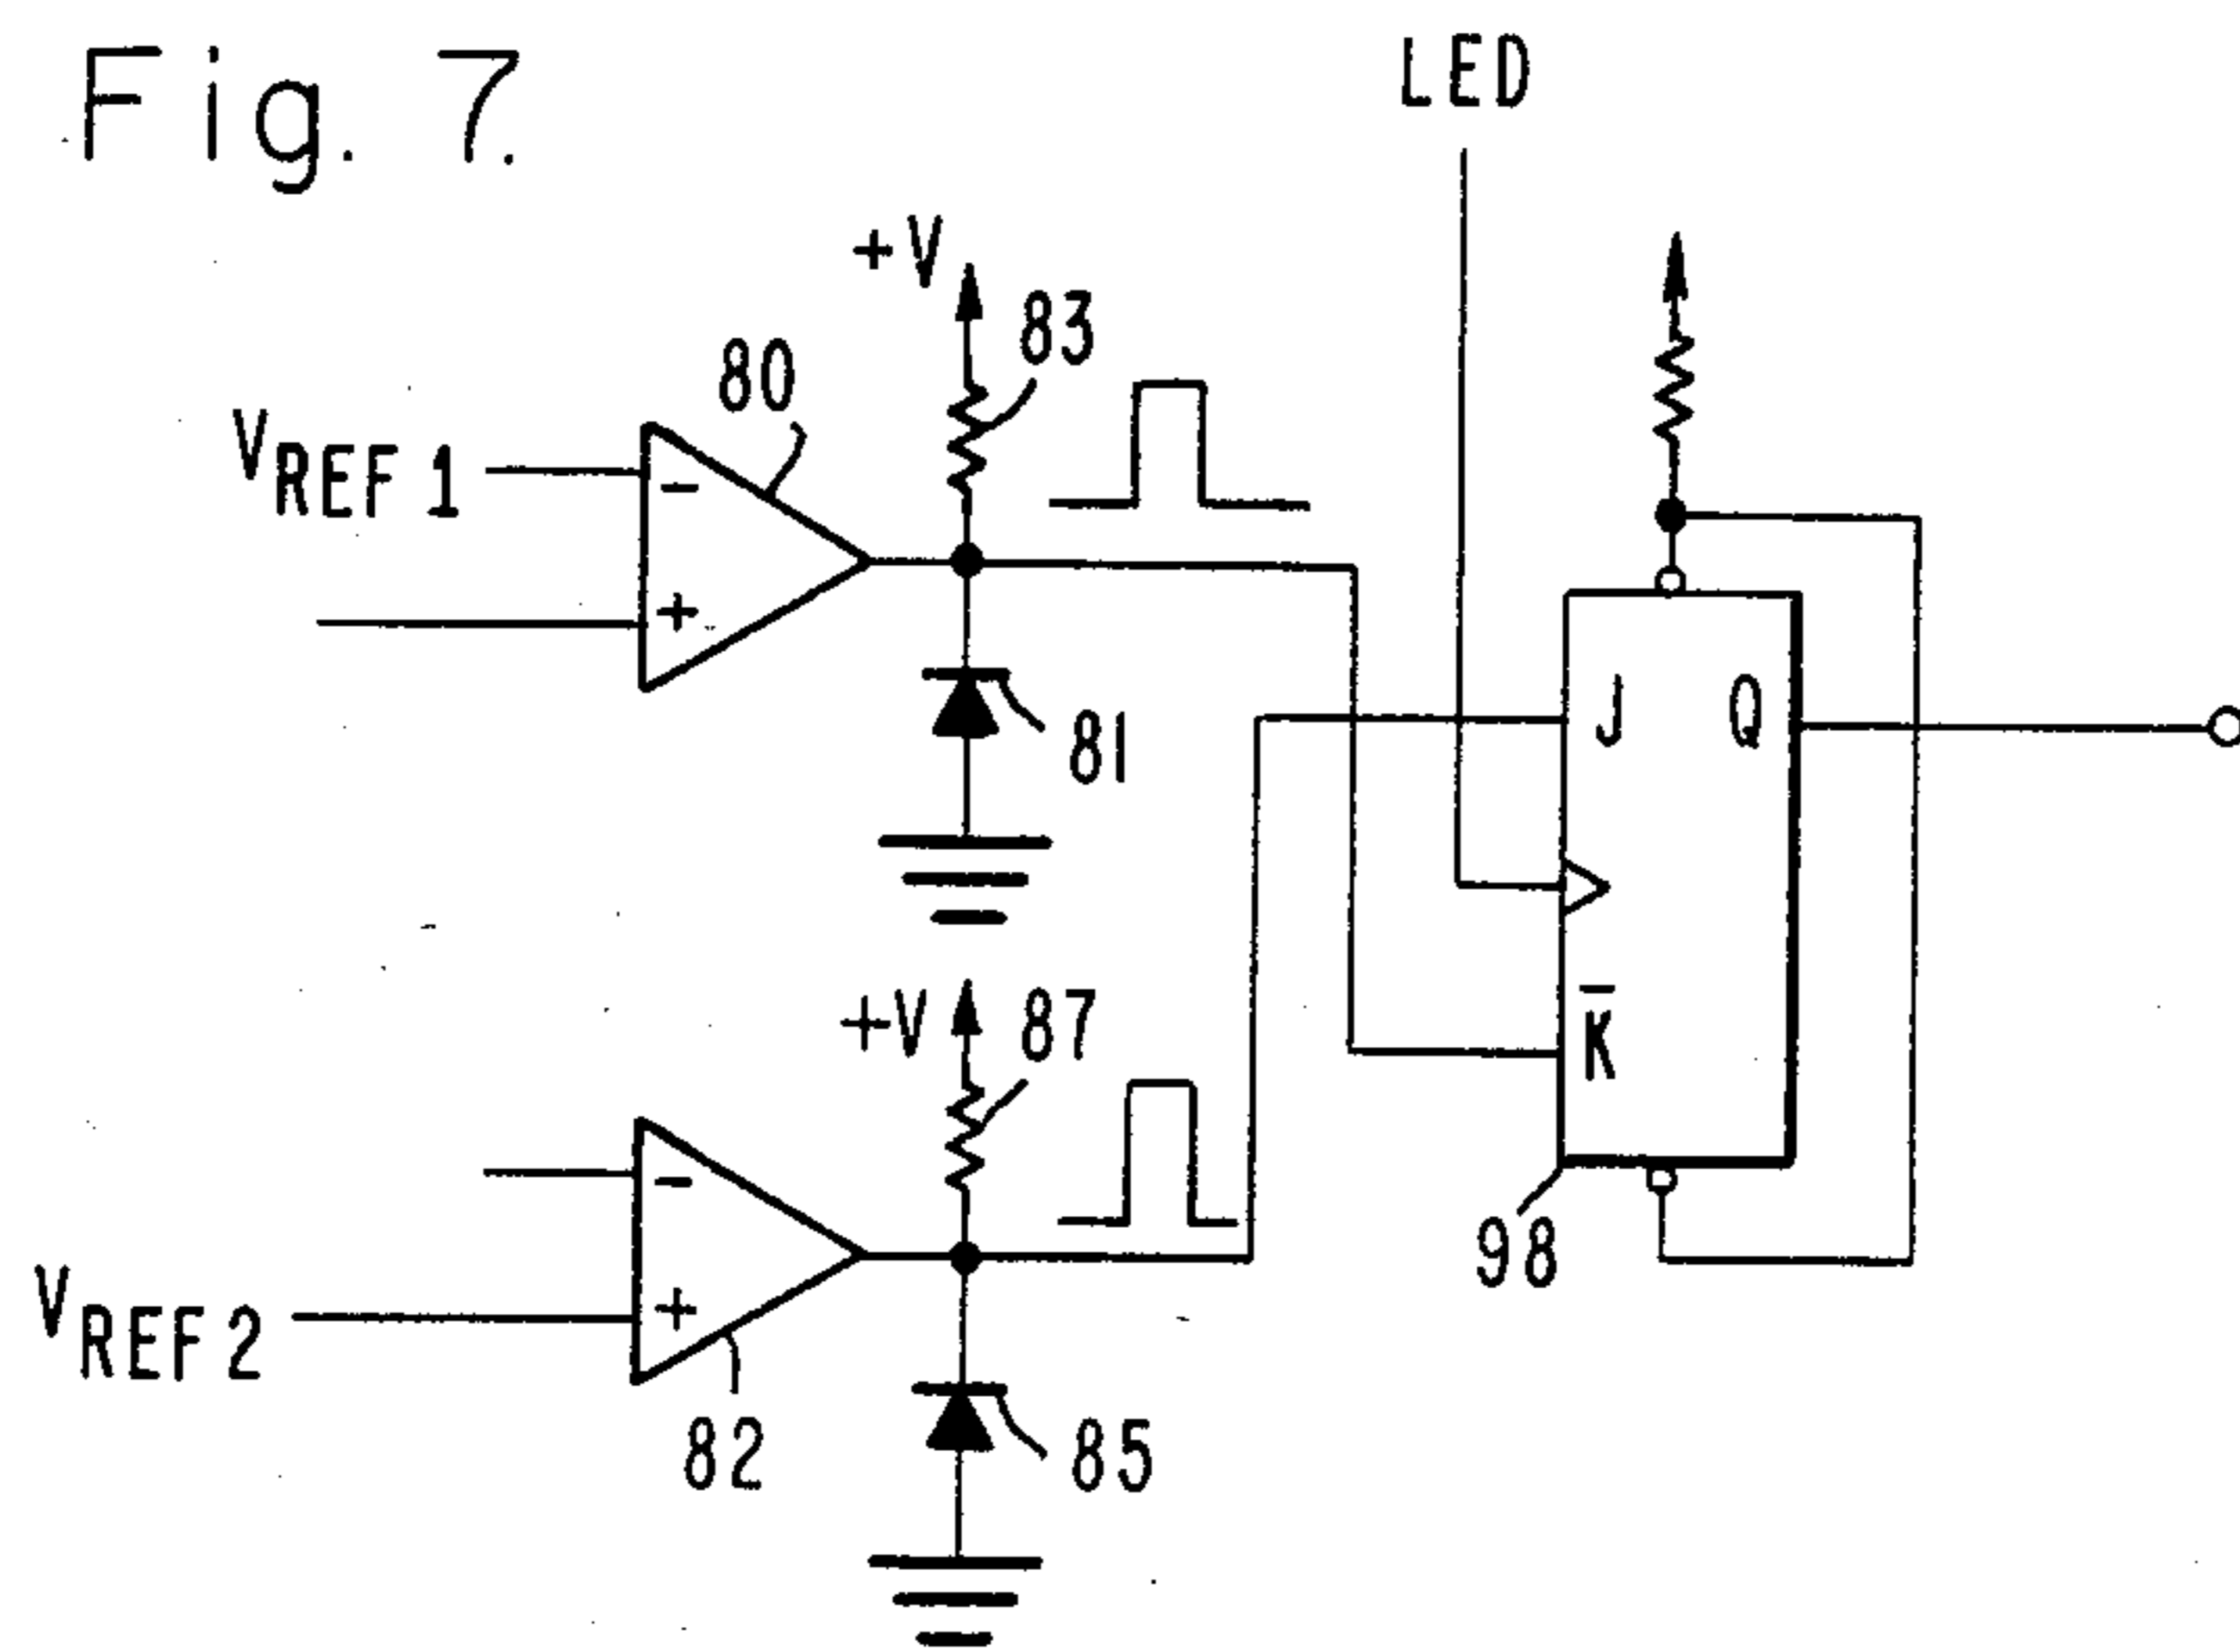 Fig. 7.
LED
+V
83
80
VREF 1
-
+
81
J Q
K̅
+V
87
-
+
VREF 2
82
85
98